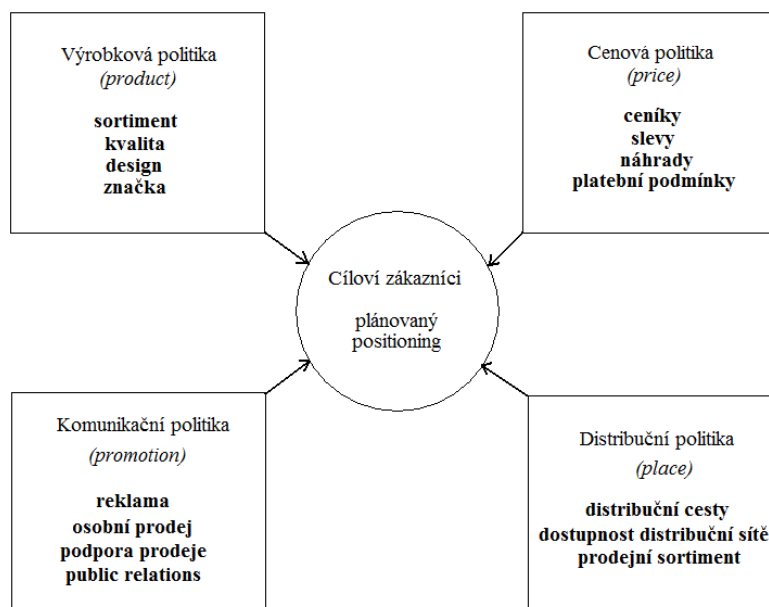 Výrobková politika
(product)
sortiment
kvalita
design
značka
Cenová politika
(price)
ceníky
slevy
náhrady
platební podmínky
Cíloví zákazníci
plánovaný
positioning
Komunikační politika
(promotion)
reklama
osobní prodej
podpora prodeje
public relations
Distribuční politika
(place)
distribuční cesty
dostupnost distribuční sítě
prodejní sortiment